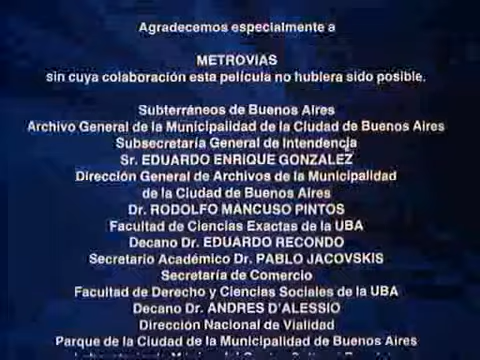 Agradecemos especialmente a
METROVIAS
sin cuya colaboración esta película no hubiera sido posible.
Subterráneos de Buenos Aires
Archivo General de la Municipalidad de la Ciudad de Buenos Aires
Subsecretaría General de Intendencia
Sr. EDUARDO ENRIQUE GONZALEZ
Dirección General de Archivos de la Municipalidad
de la Ciudad de Buenos Aires
Dr. RODOLFO MANCUSO PINTOS
Facultad de Ciencias Exactas de la UBA
Decano Dr. EDUARDO RECONDO
Secretario Académico Dr. PABLO JACOVSKIS
Secretaría de Comercio
Facultad de Derecho y Ciencias Sociales de la UBA
Decano Dr. ANDRES D'ALESSIO
Dirección Nacional de Vialidad
Parque de la Ciudad de la Municipalidad de Buenos Aires